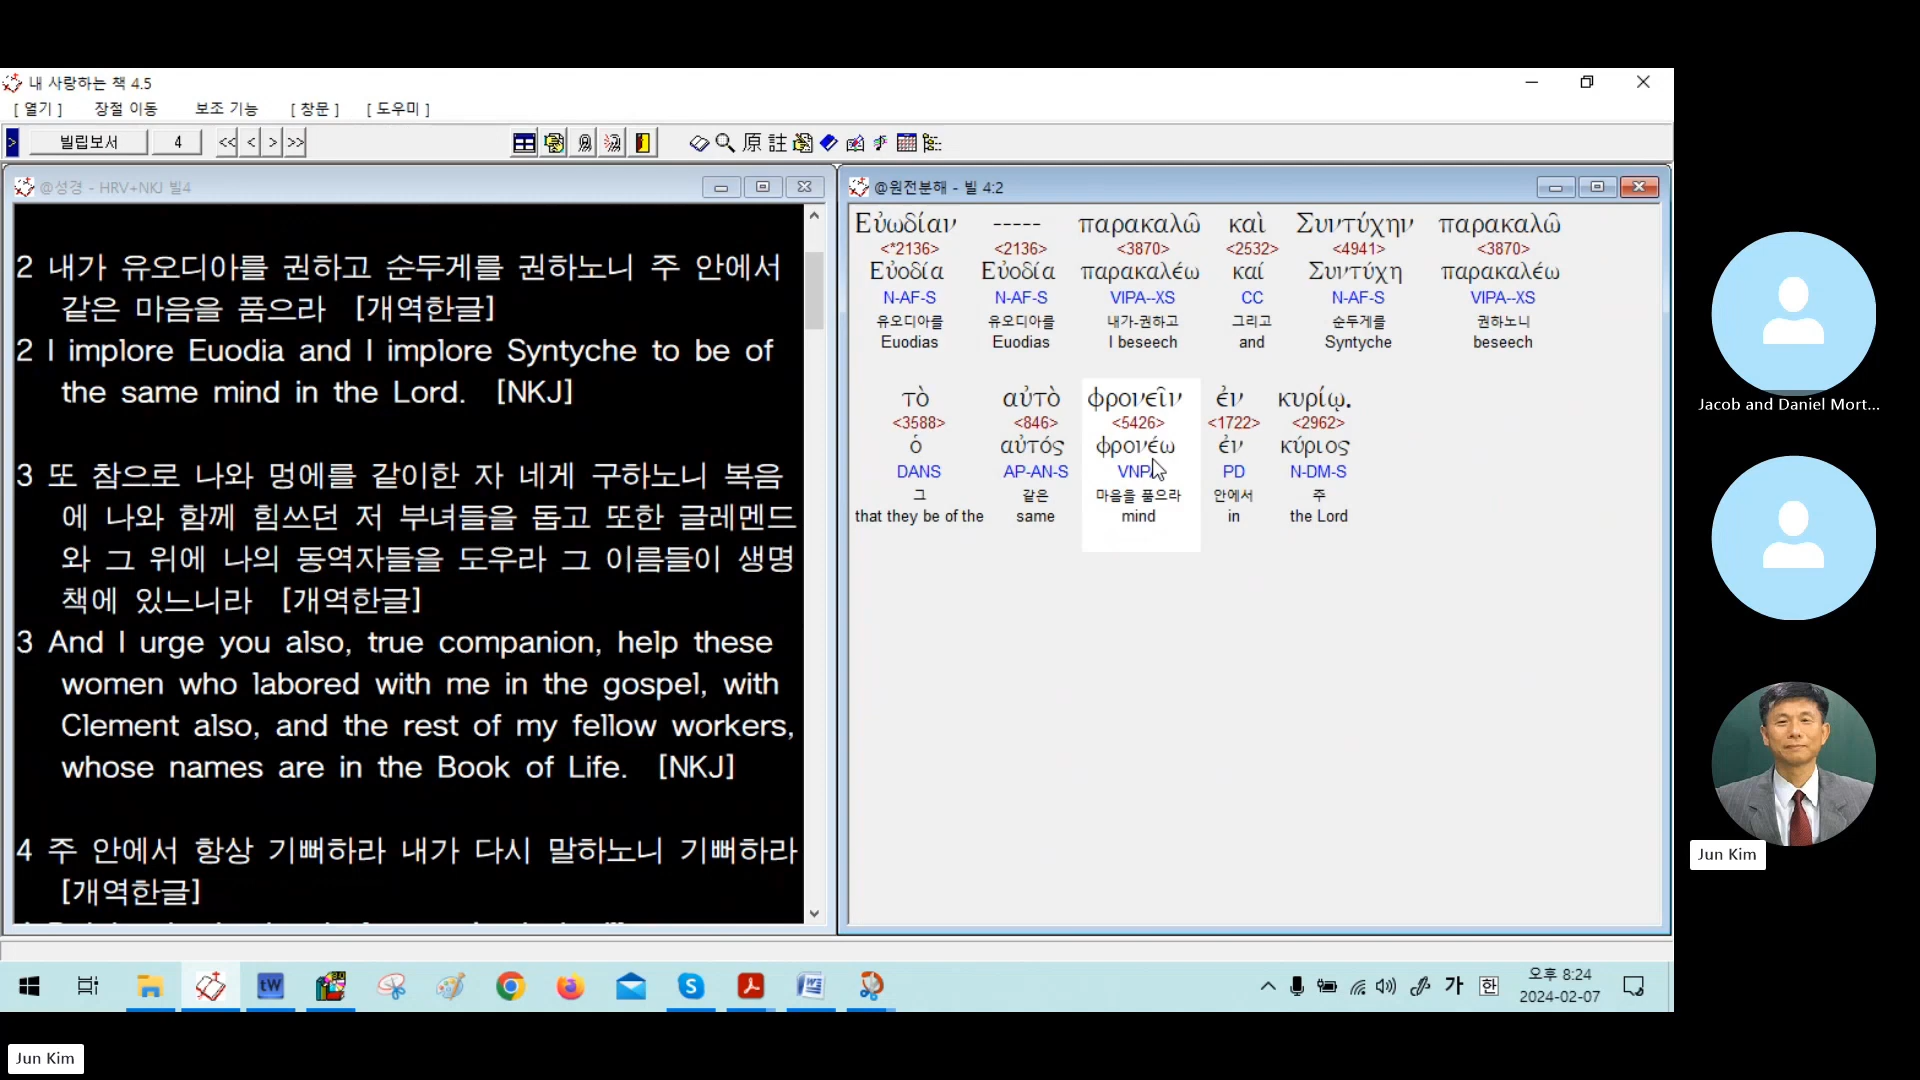 내 사랑하는 책 4.5
[ 열기 ] 장절 이동 보조 기능 [ 창문 ] [ 도우미 ]
> 빌립보서 4 << < > >> 原 註
@성경 - HRV+NKJ 빌4
2 내가 유오디아를 권하고 순두게를 권하노니 주 안에서
같은 마음을 품으라 [개역한글]
2 I implore Euodia and I implore Syntyche to be of
the same mind in the Lord. [NKJ]
3 또 참으로 나와 멍에를 같이한 자 네게 구하노니 복음
에 나와 함께 힘쓰던 저 부녀들을 돕고 또한 글레멘드
와 그 위에 나의 동역자들을 도우라 그 이름들이 생명
책에 있느니라 [개역한글]
3 And I urge you also, true companion, help these
women who labored with me in the gospel, with
Clement also, and the rest of my fellow workers,
whose names are in the Book of Life. [NKJ]
4 주 안에서 항상 기뻐하라 내가 다시 말하노니 기뻐하라
[개역한글]
@원전분해 - 빌 4:2
Εὐωδίαν ----- παρακαλῶ καὶ Συντύχην παρακαλῶ
<*2136> <2136> <3870> <2532> <4941> <3870>
Εὐοδία Εὐοδία παρακαλέω καί Συντύχη παρακαλέω
N-AF-S N-AF-S VIPA--XS CC N-AF-S VIPA--XS
유오디아를 유오디아를 내가-권하고 그리고 순두게를 권하노니
Euodias Euodias I beseech and Syntyche beseech
τὸ αὐτὸ φρονεῖν ἐν κυρίῳ.
<3588> <846> <5426> <1722> <2962>
ὁ αὐτός φρονέω ἐν κύριος
DANS AP-AN-S PD N-DM-S
그 같은 마음을 품으라 안에서 주
that they be of the same mind in the Lord
Jacob and Daniel Mort...
Jun Kim
가 한 오후 8:24
2024-02-07
Jun Kim